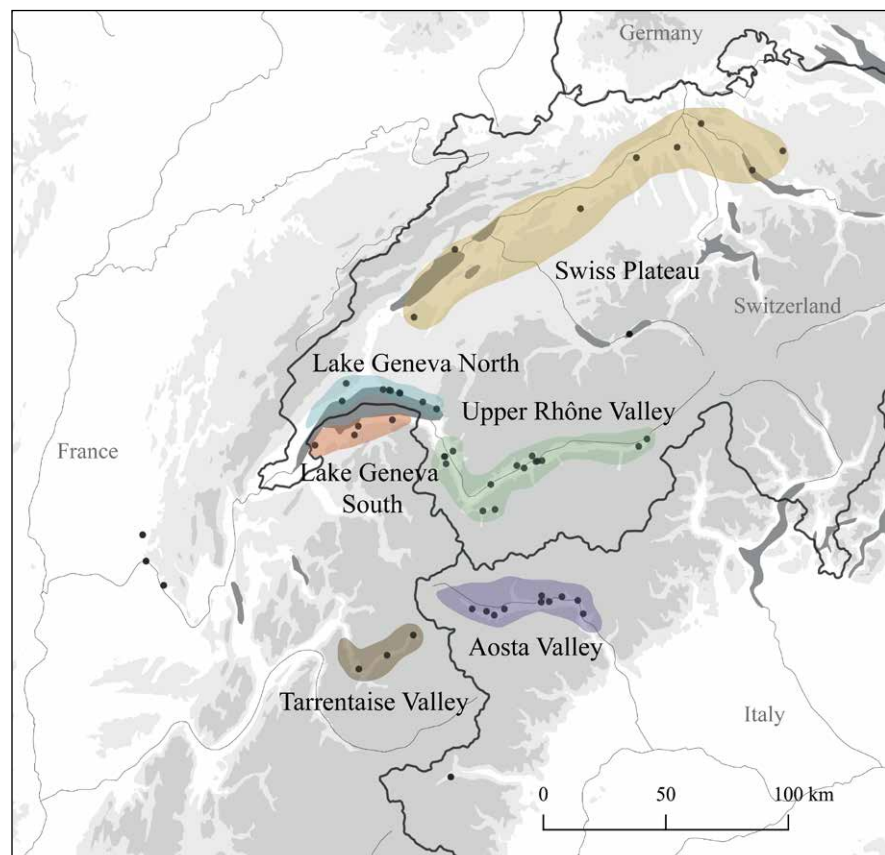 Germany
Swiss Plateau
Switzerland
Lake Geneva North
Upper Rhône Valley
France
Lake Geneva
South
Aosta Valley
Tarrentaise Valley
Italy
0 50 100 km